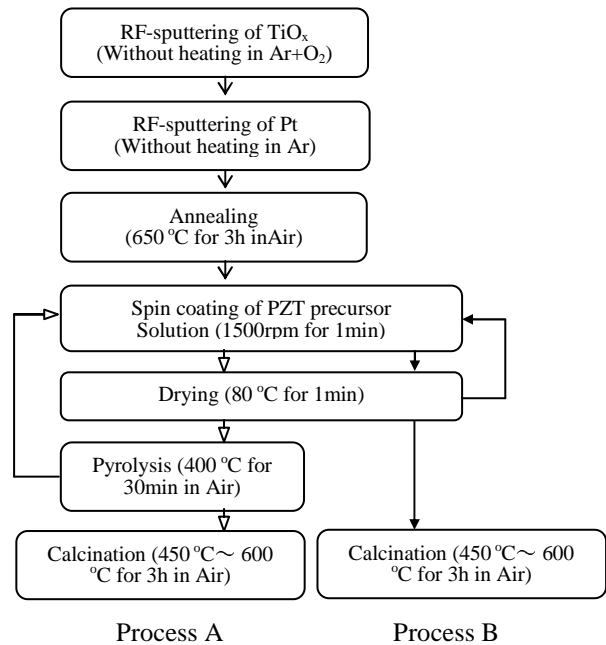 RF-sputtering of TiOₓ
(Without heating in Ar+O₂)
RF-sputtering of Pt
(Without heating in Ar)
Annealing
(650 °C for 3h inAir)
Spin coating of PZT precursor
Solution (1500rpm for 1min)
Drying (80 °C for 1min)
Pyrolysis (400 °C for
30min in Air)
Calcination (450 °C～ 600
°C for 3h in Air)
Calcination (450 °C～ 600
°C for 3h in Air)
Process A
Process B